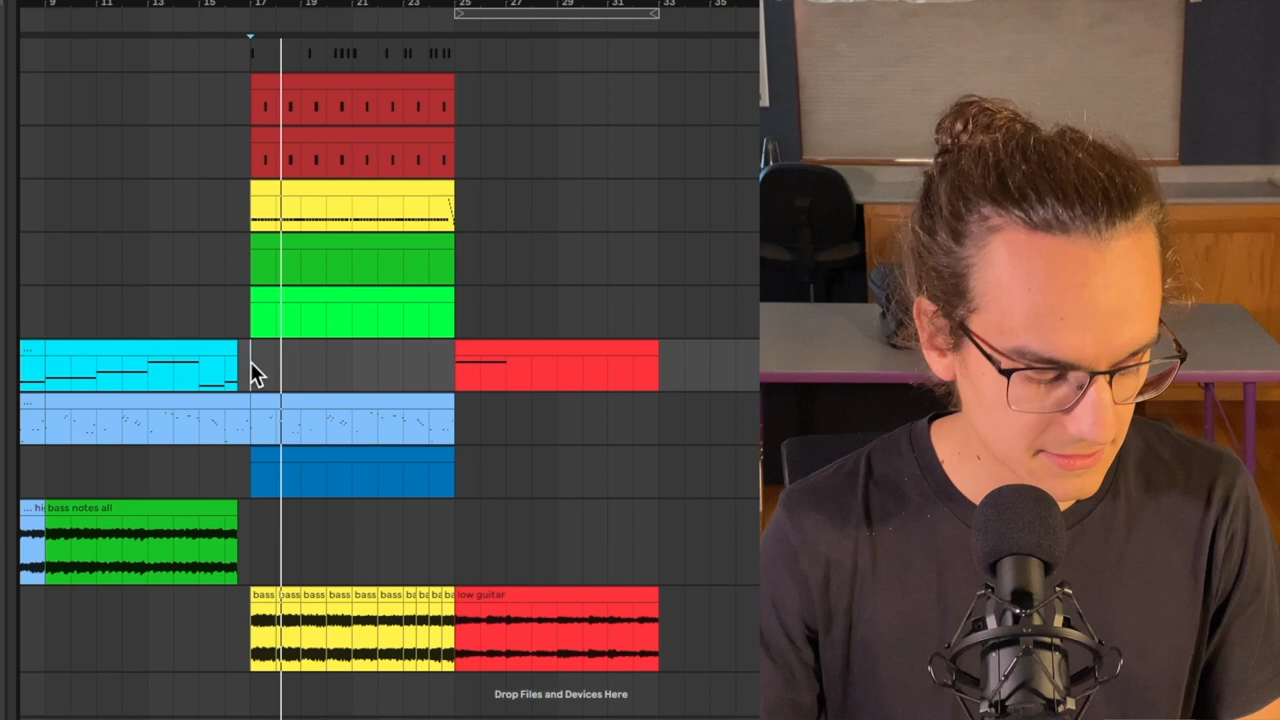 9 11 13 15 17 19 21 23 25 27 29 31 33 35
...
...
... hi bass notes all
bass bass bass bass bass bass ba ba ba ba low guitar
Drop Files and Devices Here